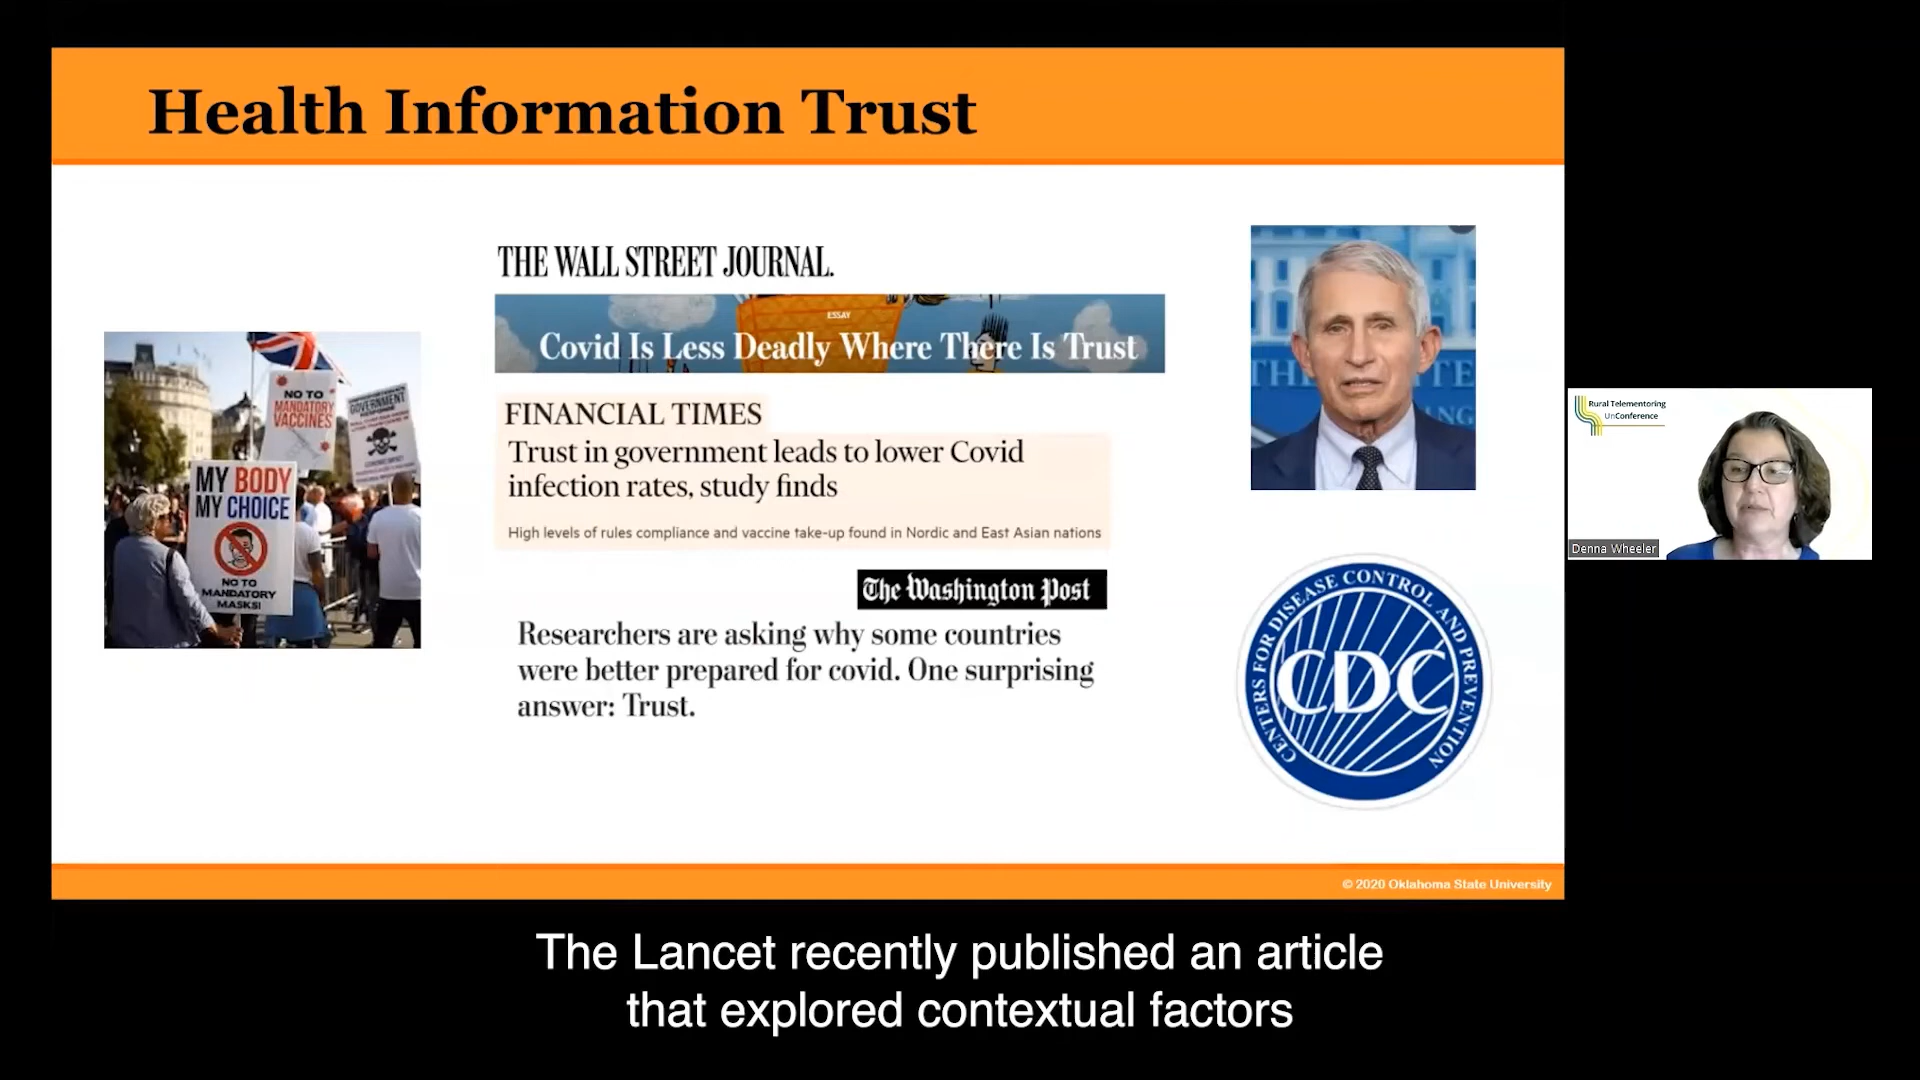 Health Information Trust
THE WALL STREET JOURNAL.
ESSAY
Covid Is Less Deadly Where There Is Trust
FINANCIAL TIMES
Trust in government leads to lower Covid
infection rates, study finds
High levels of rules compliance and vaccine take-up found in Nordic and East Asian nations
The Washington Post
Researchers are asking why some countries
were better prepared for covid. One surprising
answer: Trust.
NO TO
MANDATORY
VACCINES
GOVERNMENT
MY BODY
MY CHOICE
NO TO
MANDATORY
MASKS!
CENTERS FOR DISEASE CONTROL AND PREVENTION
CDC
Rural Telementoring
UnConference
Denna Wheeler
© 2020 Oklahoma State University
The Lancet recently published an article
that explored contextual factors